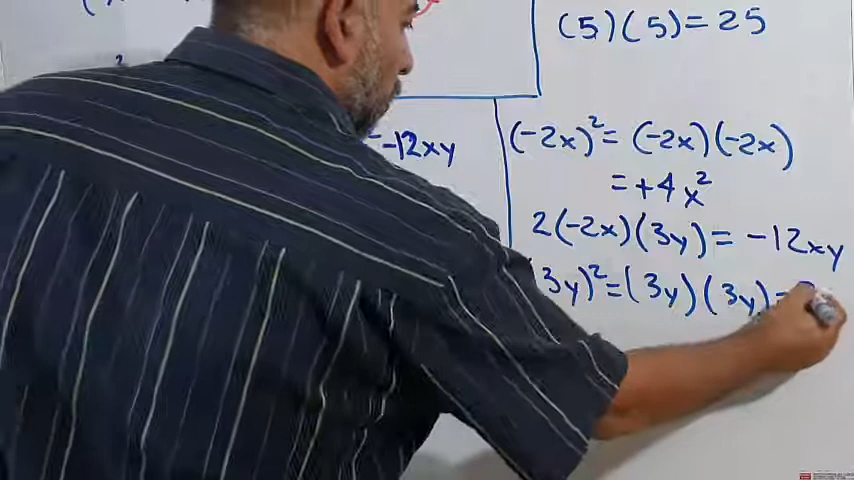 (5)(5)=25
-12xy
(-2x)²=(-2x)(-2x)
=+4x²
2(-2x)(3y)=-12xy
(3y)²=(3y)(3y)=